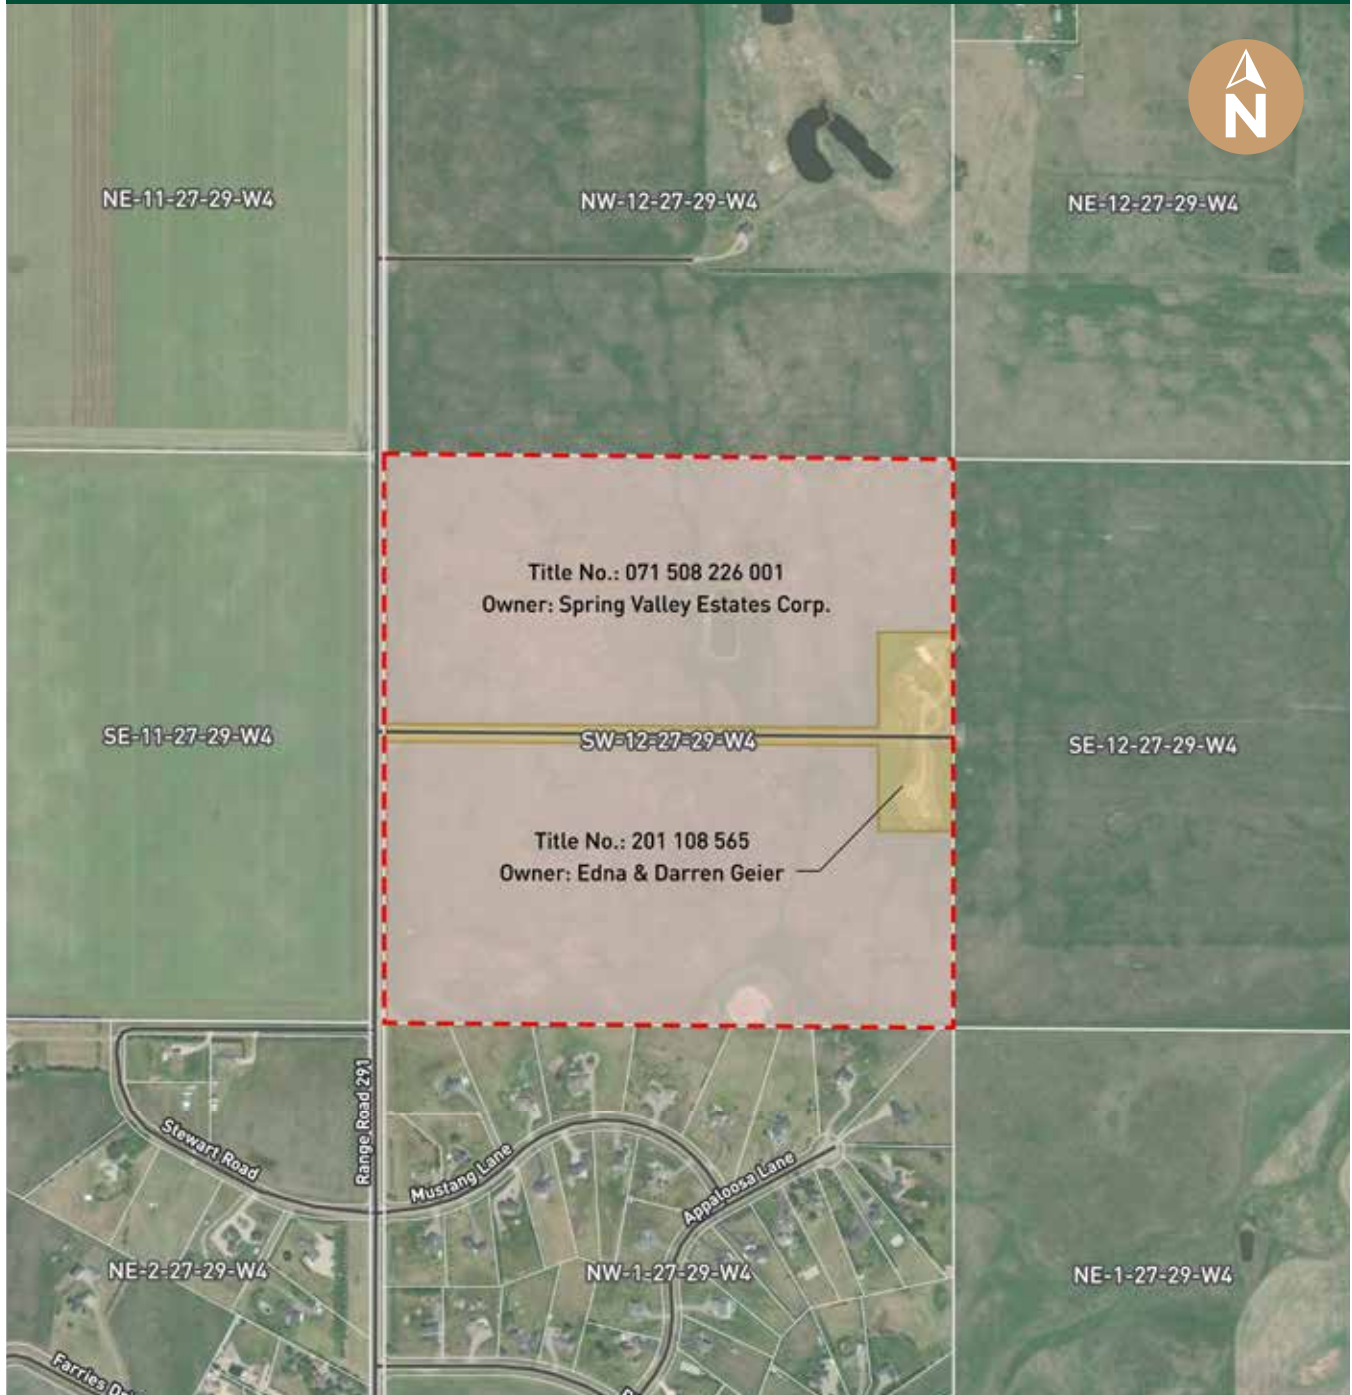 N
NE-11-27-29-W4
NW-12-27-29-W4
NE-12-27-29-W4
Title No.: 071 508 226 001
Owner: Spring Valley Estates Corp.
SE-11-27-29-W4
SW-12-27-29-W4
SE-12-27-29-W4
Title No.: 201 108 565
Owner: Edna & Darren Geier
Range Road 291
Stewart Road
Mustang Lane
Appaloosa Lane
NE-2-27-29-W4
NW-1-27-29-W4
NE-1-27-29-W4
Farries